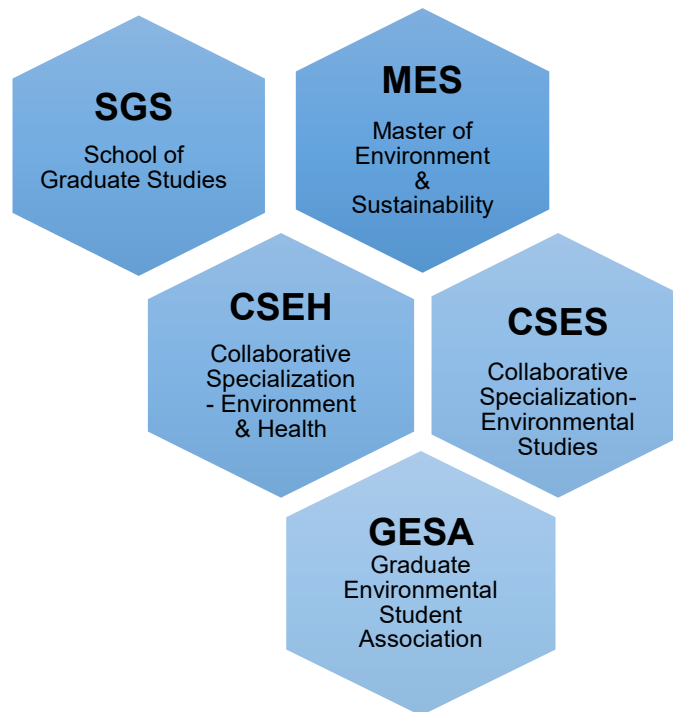 SGS
School of
Graduate Studies
MES
Master of
Environment
&
Sustainability
CSEH
Collaborative
Specialization
- Environment
& Health
CSES
Collaborative
Specialization-
Environmental
Studies
GESA
Graduate
Environmental
Student
Association